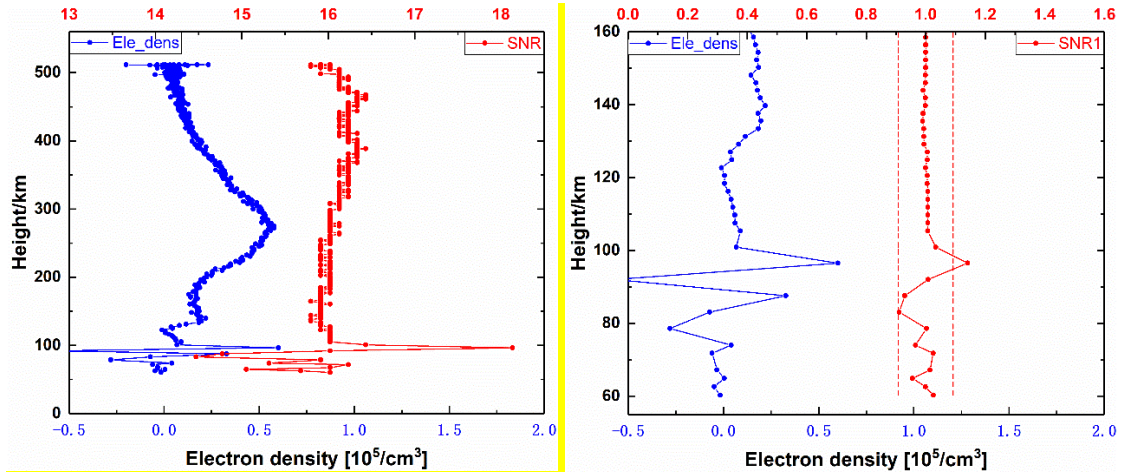 13 14 15 16 17 18
Ele_dens SNR
500
400
300
200
100
0
Height/km
-0.5 0.0 0.5 1.0 1.5 2.0
Electron density [10⁵/cm³]
0.0 0.2 0.4 0.6 0.8 1.0 1.2 1.4 1.6
Ele_dens SNR1
160
140
120
100
80
60
Height/km
-0.5 0.0 0.5 1.0 1.5 2.0
Electron density [10⁵/cm³]